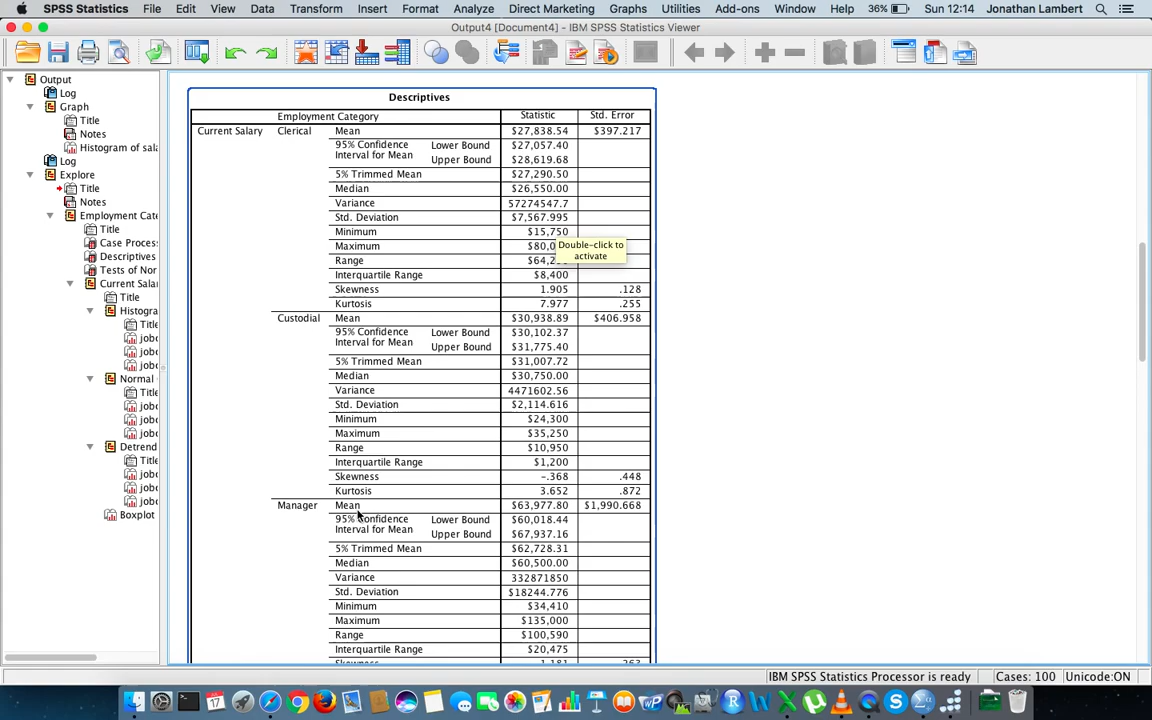 SPSS Statistics File Edit View Data Transform Insert Format Analyze Direct Marketing Graphs Utilities Add-ons Window Help 36% Sun 12:14 Jonathan Lambert
Output4 [Document4] - IBM SPSS Statistics Viewer
Output
Log
Graph
Title
Notes
Histogram of sala
Log
Explore
Title
Notes
Employment Cate
Title
Case Proces
Descriptives
Tests of Nor
Current Sala
Title
Histogra
Title
jobc
jobc
jobc
Normal
Title
jobc
jobc
jobc
Detrend
Title
jobc
jobc
jobc
Boxplot
Descriptives
Employment Category Statistic Std. Error
Current Salary Clerical Mean $27,838.54 $397.217
95% Confidence Lower Bound $27,057.40
Interval for Mean Upper Bound $28,619.68
5% Trimmed Mean $27,290.50
Median $26,550.00
Variance 57274547.7
Std. Deviation $7,567.995
Minimum $15,750
Maximum $80,0
Range $64,2
Double-click to
activate
Interquartile Range $8,400
Skewness 1.905 .128
Kurtosis 7.977 .255
Custodial Mean $30,938.89 $406.958
95% Confidence Lower Bound $30,102.37
Interval for Mean Upper Bound $31,775.40
5% Trimmed Mean $31,007.72
Median $30,750.00
Variance 4471602.56
Std. Deviation $2,114.616
Minimum $24,300
Maximum $35,250
Range $10,950
Interquartile Range $1,200
Skewness -.368 .448
Kurtosis 3.652 .872
Manager Mean $63,977.80 $1,990.668
95% Confidence Lower Bound $60,018.44
Interval for Mean Upper Bound $67,937.16
5% Trimmed Mean $62,728.31
Median $60,500.00
Variance 332871850
Std. Deviation $18244.776
Minimum $34,410
Maximum $135,000
Range $100,590
Interquartile Range $20,475
Skewness 1.181 .263
IBM SPSS Statistics Processor is ready Cases: 100 Unicode:ON